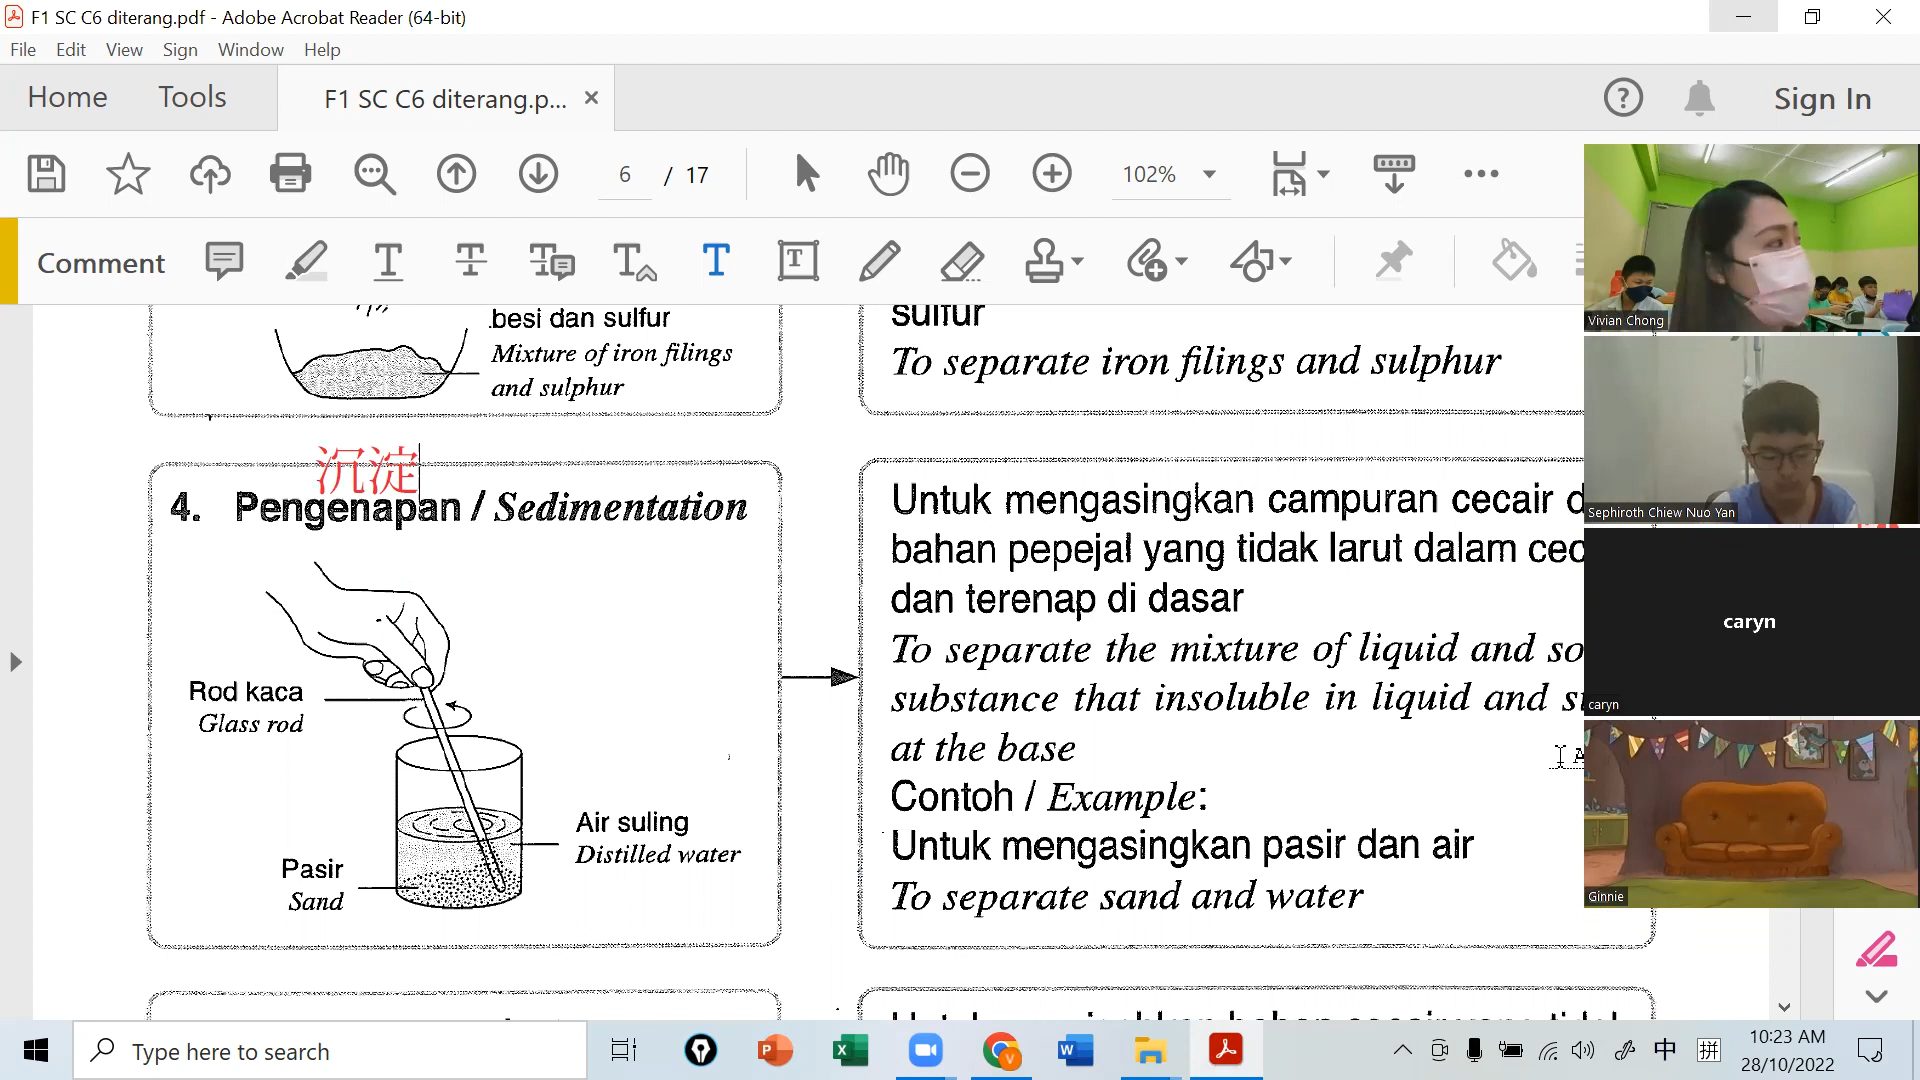 F1 SC C6 diterang.pdf - Adobe Acrobat Reader (64-bit)
File Edit View Sign Window Help
Home Tools F1 SC C6 diterang.p... Sign In
6 / 17 102%
Comment
besi dan sulfur
Mixture of iron filings
and sulphur
sulfur
To separate iron filings and sulphur
沉淀
4. Pengenapan / Sedimentation
Rod kaca
Glass rod
Air suling
Distilled water
Pasir
Sand
Untuk mengasingkan campuran cecair
bahan pepejal yang tidak larut dalam
dan terenap di dasar
To separate the mixture of liquid and
substance that insoluble in liquid and
at the base
Contoh / Example:
Untuk mengasingkan pasir dan air
To separate sand and water
Vivian Chong
Sephiroth Chiew Nuo Yan
caryn
caryn
Ginnie
Type here to search
中 拼
10:23 AM
28/10/2022